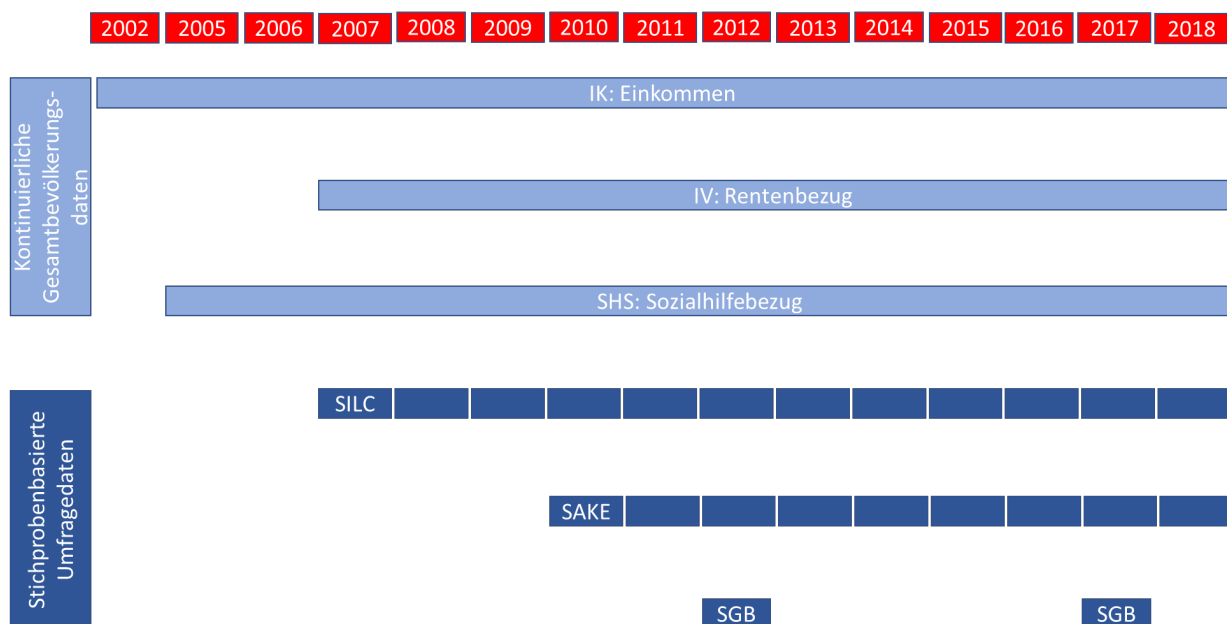 2002 2005 2006 2007 2008 2009 2010 2011 2012 2013 2014 2015 2016 2017 2018
Kontinuierliche
Gesamtbevölkerungs-
daten
IK: Einkommen
IV: Rentenbezug
SHS: Sozialhilfebezug
Stichprobenbasierte
Umfragedaten
SILC
SAKE
SGB SGB